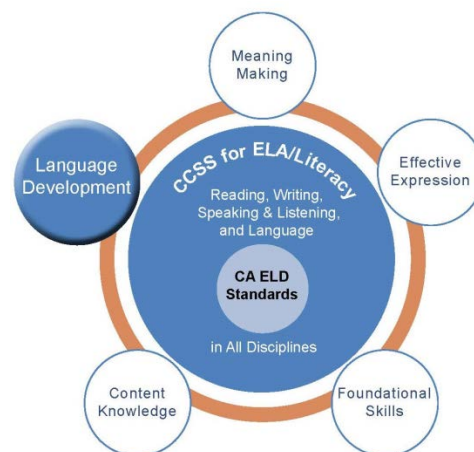 Meaning
Making
Language
Development
Effective
Expression
CCSS for ELA/Literacy
Reading, Writing,
Speaking & Listening,
and Language
CA ELD
Standards
in All Disciplines
Content
Knowledge
Foundational
Skills